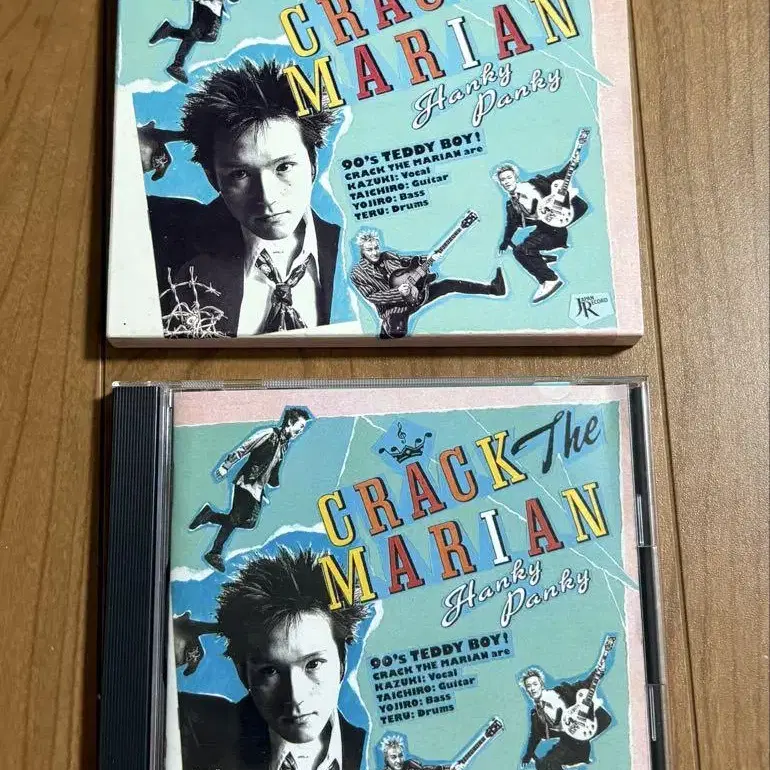 CRACK
MARIAN
Hanky
Panky
90's TEDDY BOY!
CRACK THE MARIAN are
KAZUKI: Vocal
TAICHIRO: Guitar
YOJIRO: Bass
TERU: Drums
JAPAN
RECORD
CRACK The
MARIAN
Hanky
Panky
90's TEDDY BOY!
CRACK THE MARIAN are
KAZUKI: Vocal
TAICHIRO: Guitar
YOJIRO: Bass
TERU: Drums